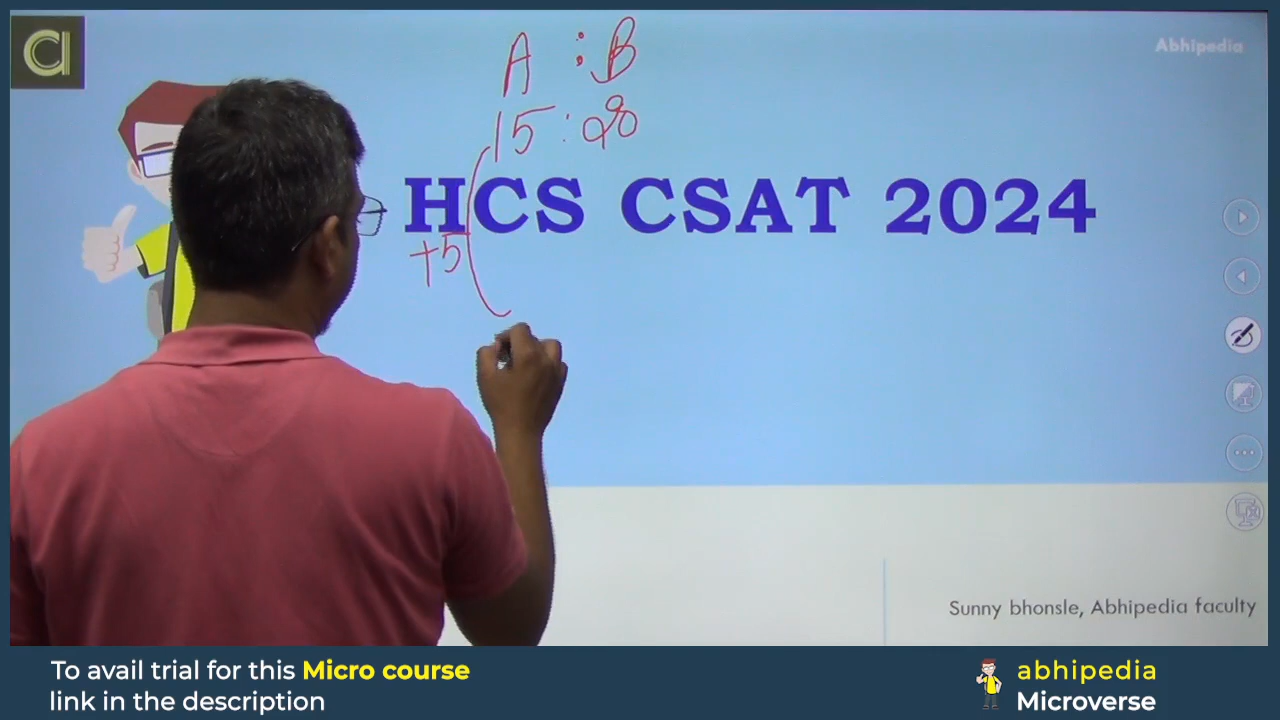 A : B
Abhipedia
15 : 28
HCS CSAT 2024
+5
Sunny bhonsle, Abhipedia faculty
To avail trial for this Micro course
link in the description
abhipedia
Microverse